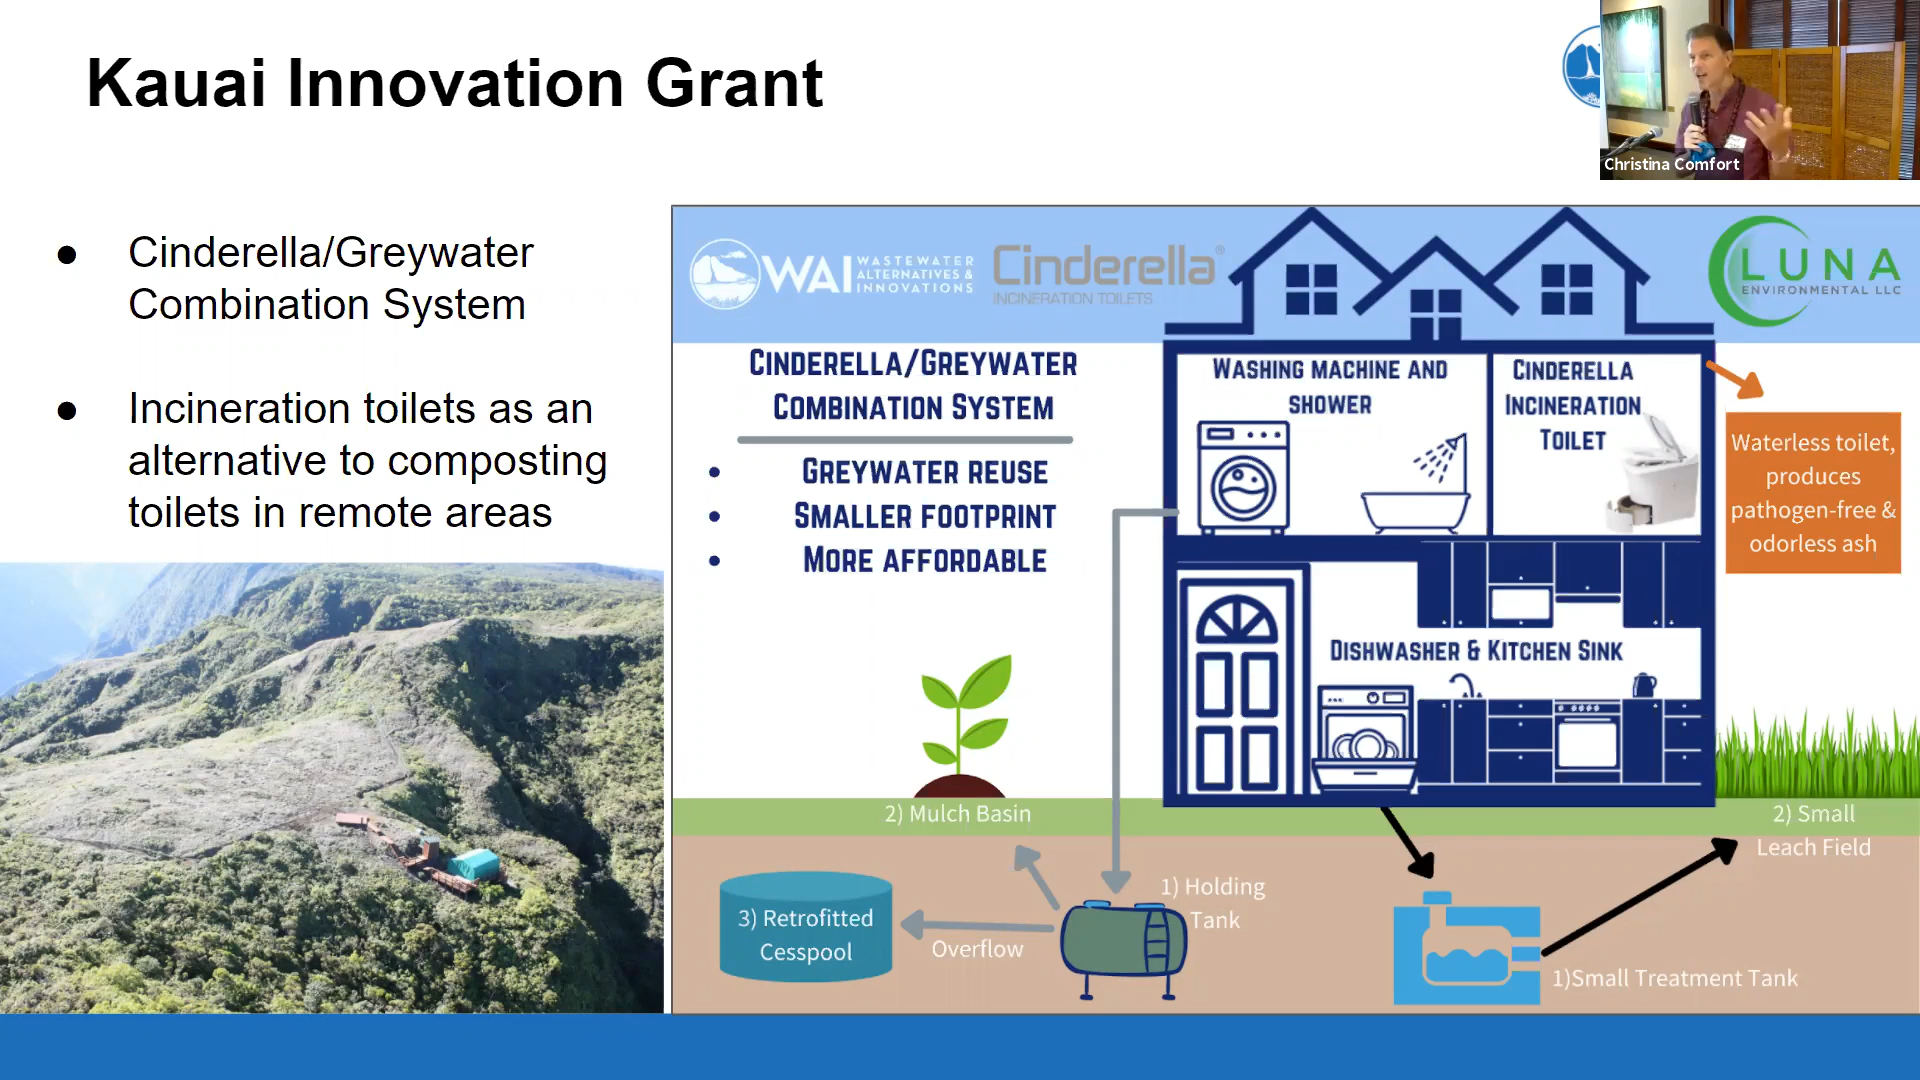 Kauai Innovation Grant
Christina Comfort
● Cinderella/Greywater
Combination System
● Incineration toilets as an
alternative to composting
toilets in remote areas
WAI
WASTEWATER
ALTERNATIVES &
INNOVATIONS
Cinderella®
INCINERATION TOILETS
LUNA
ENVIRONMENTAL LLC
CINDERELLA/GREYWATER
COMBINATION SYSTEM
• GREYWATER REUSE
• SMALLER FOOTPRINT
• MORE AFFORDABLE
WASHING MACHINE AND
SHOWER
CINDERELLA
INCINERATION
TOILET
Waterless toilet,
produces
pathogen-free &
odorless ash
DISHWASHER & KITCHEN SINK
2) Mulch Basin
2) Small
Leach Field
1) Holding
Tank
3) Retrofitted
Cesspool
Overflow
1)Small Treatment Tank